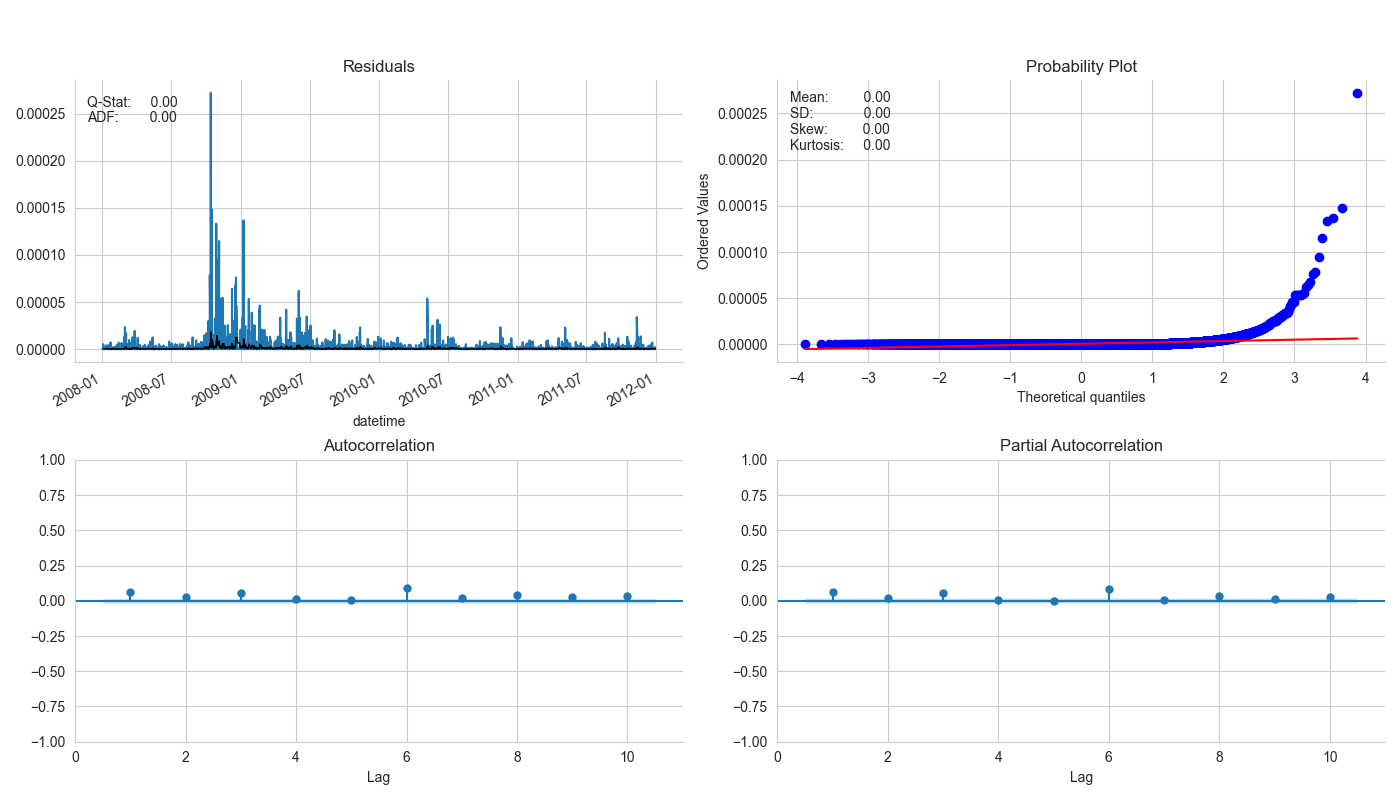 Residuals
Q-Stat: 0.00
ADF: 0.00
0.00025
0.00020
0.00015
0.00010
0.00005
0.00000
2008-01 2008-07 2009-01 2009-07 2010-01 2010-07 2011-01 2011-07 2012-01
datetime
Probability Plot
Mean: 0.00
SD: 0.00
Skew: 0.00
Kurtosis: 0.00
Ordered Values
0.00025
0.00020
0.00015
0.00010
0.00005
0.00000
−4 −3 −2 −1 0 1 2 3 4
Theoretical quantiles
Autocorrelation
1.00
0.75
0.50
0.25
0.00
−0.25
−0.50
−0.75
−1.00
0 2 4 6 8 10
Lag
Partial Autocorrelation
1.00
0.75
0.50
0.25
0.00
−0.25
−0.50
−0.75
−1.00
0 2 4 6 8 10
Lag